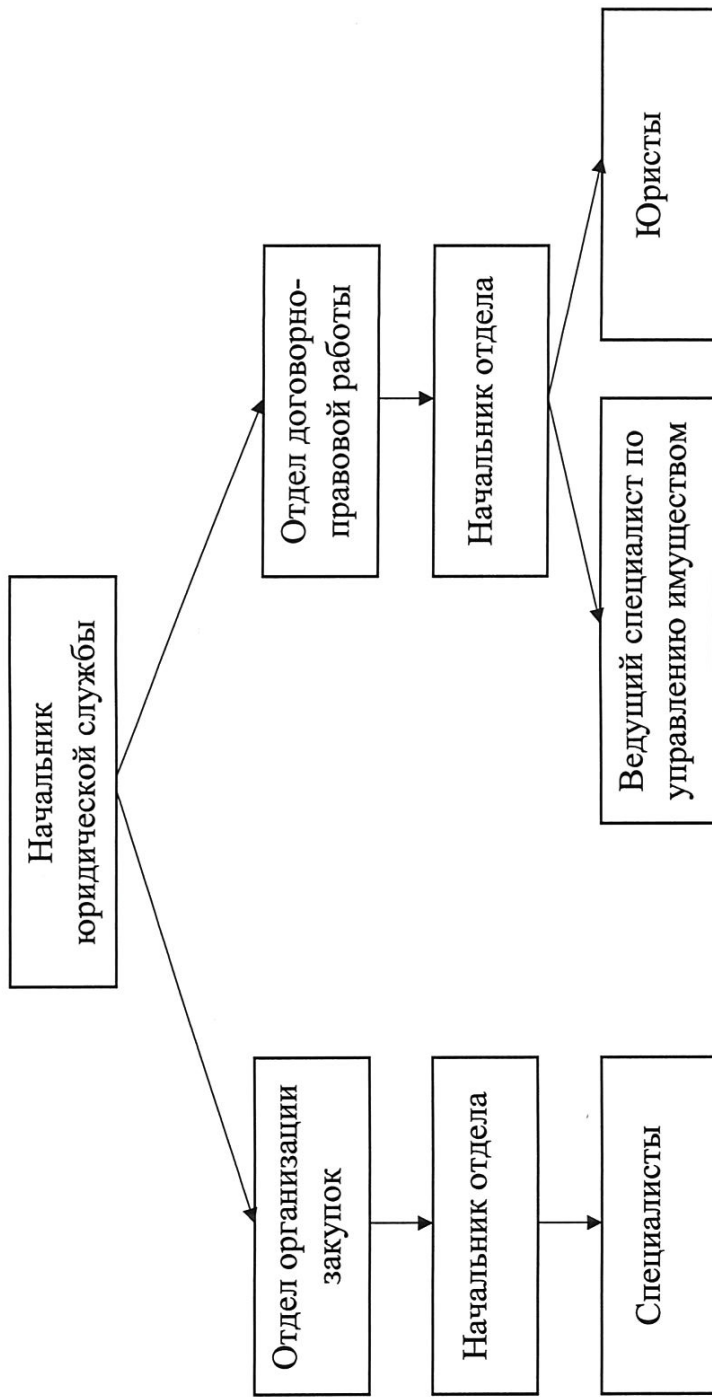 Начальник
юридической службы
Отдел организации
закупок
Отдел договорно-
правовой работы
Начальник отдела
Начальник отдела
Специалисты
Ведущий специалист по
управлению имуществом
Юристы